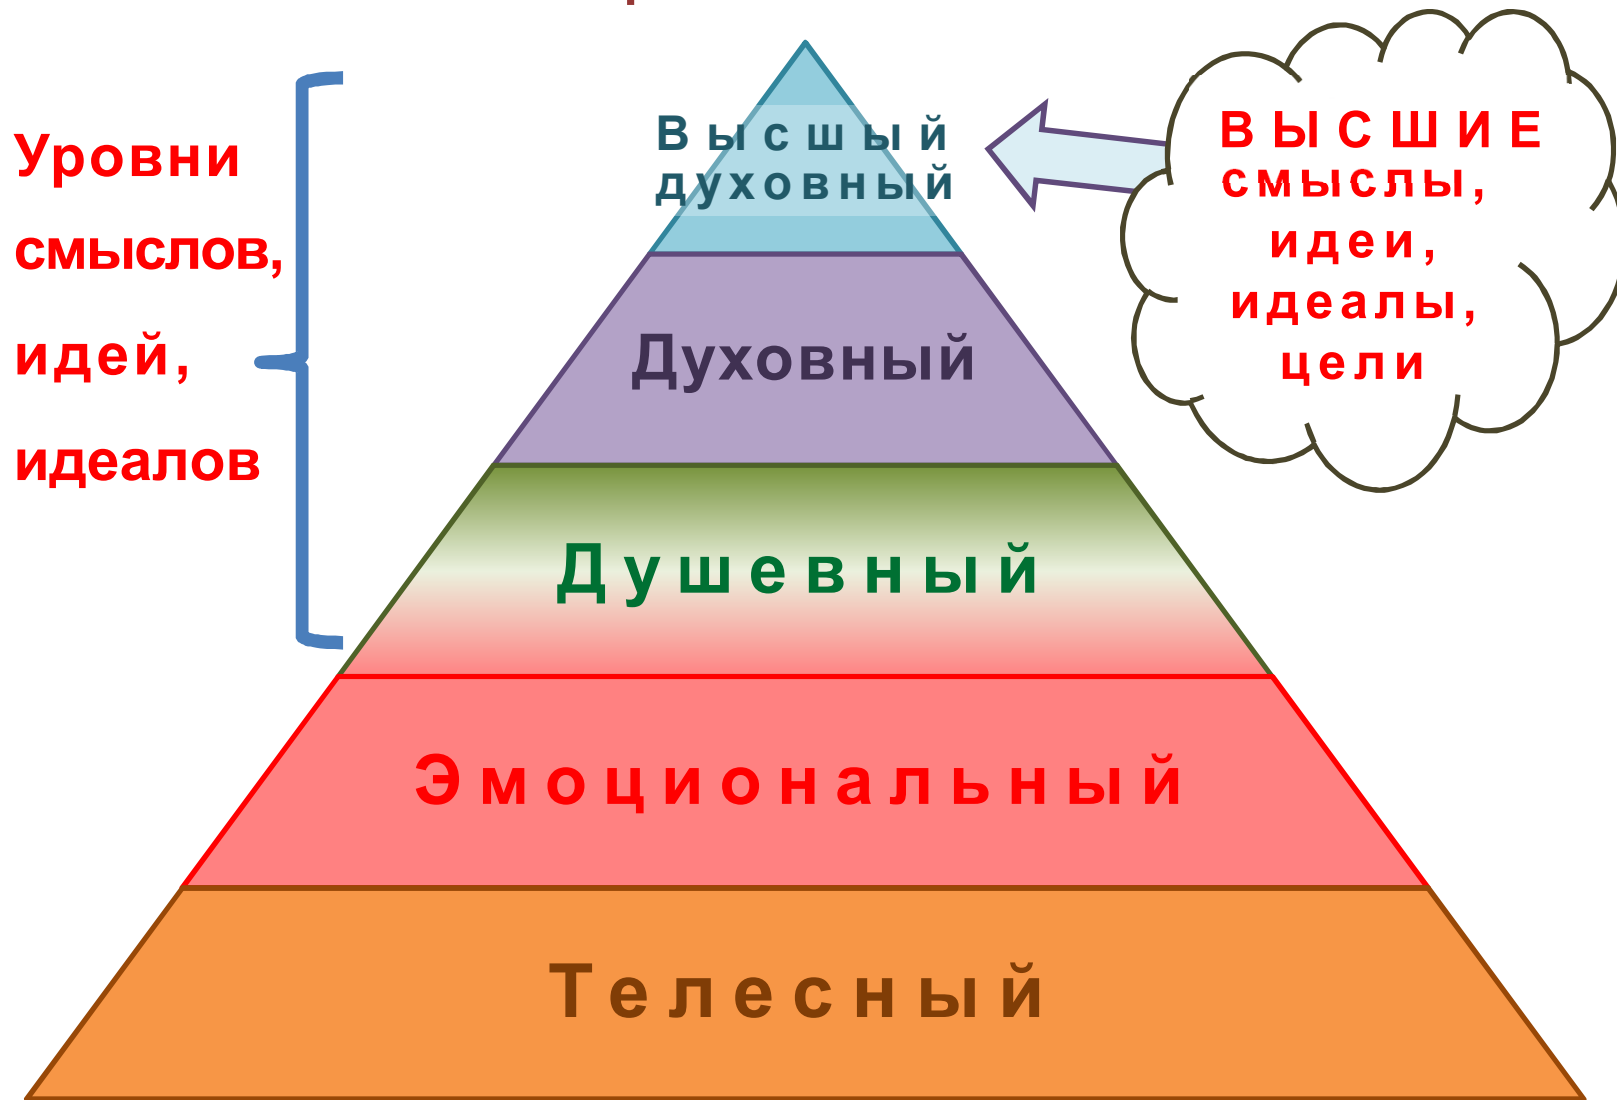 Уровни
смыслов,
идей,
идеалов
Высшый
духовный
Духовный
Душевный
Эмоциональный
Телесный
ВЫСШИЕ
смыслы,
идеи,
идеалы,
цели